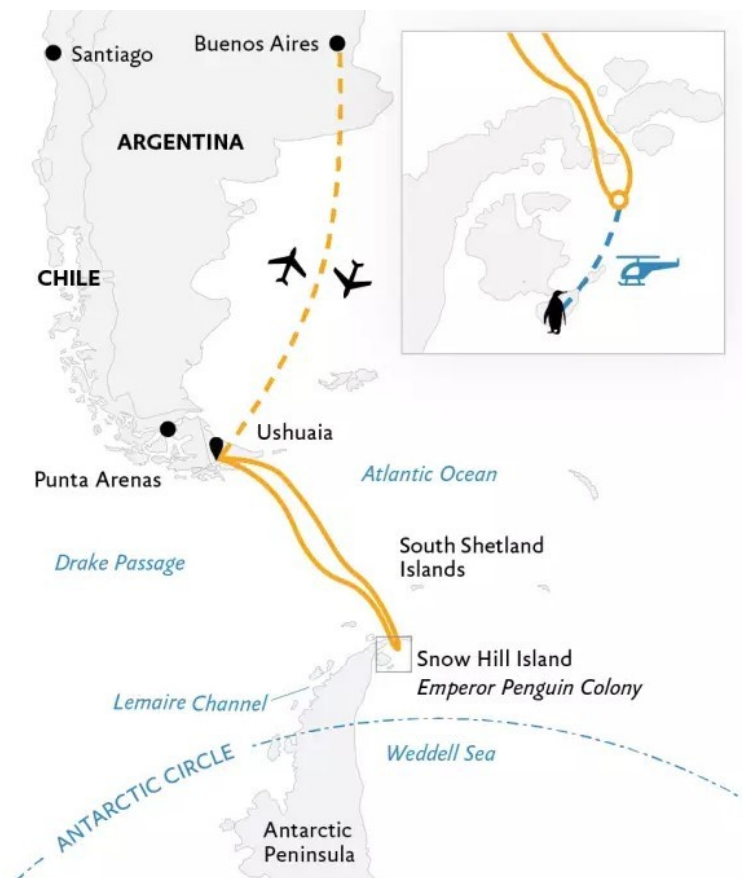 Santiago
Buenos Aires
ARGENTINA
CHILE
Ushuaia
Punta Arenas
Atlantic Ocean
Drake Passage
South Shetland
Islands
Snow Hill Island
Emperor Penguin Colony
Lemaire Channel
Weddell Sea
ANTARCTIC CIRCLE
Antarctic
Peninsula